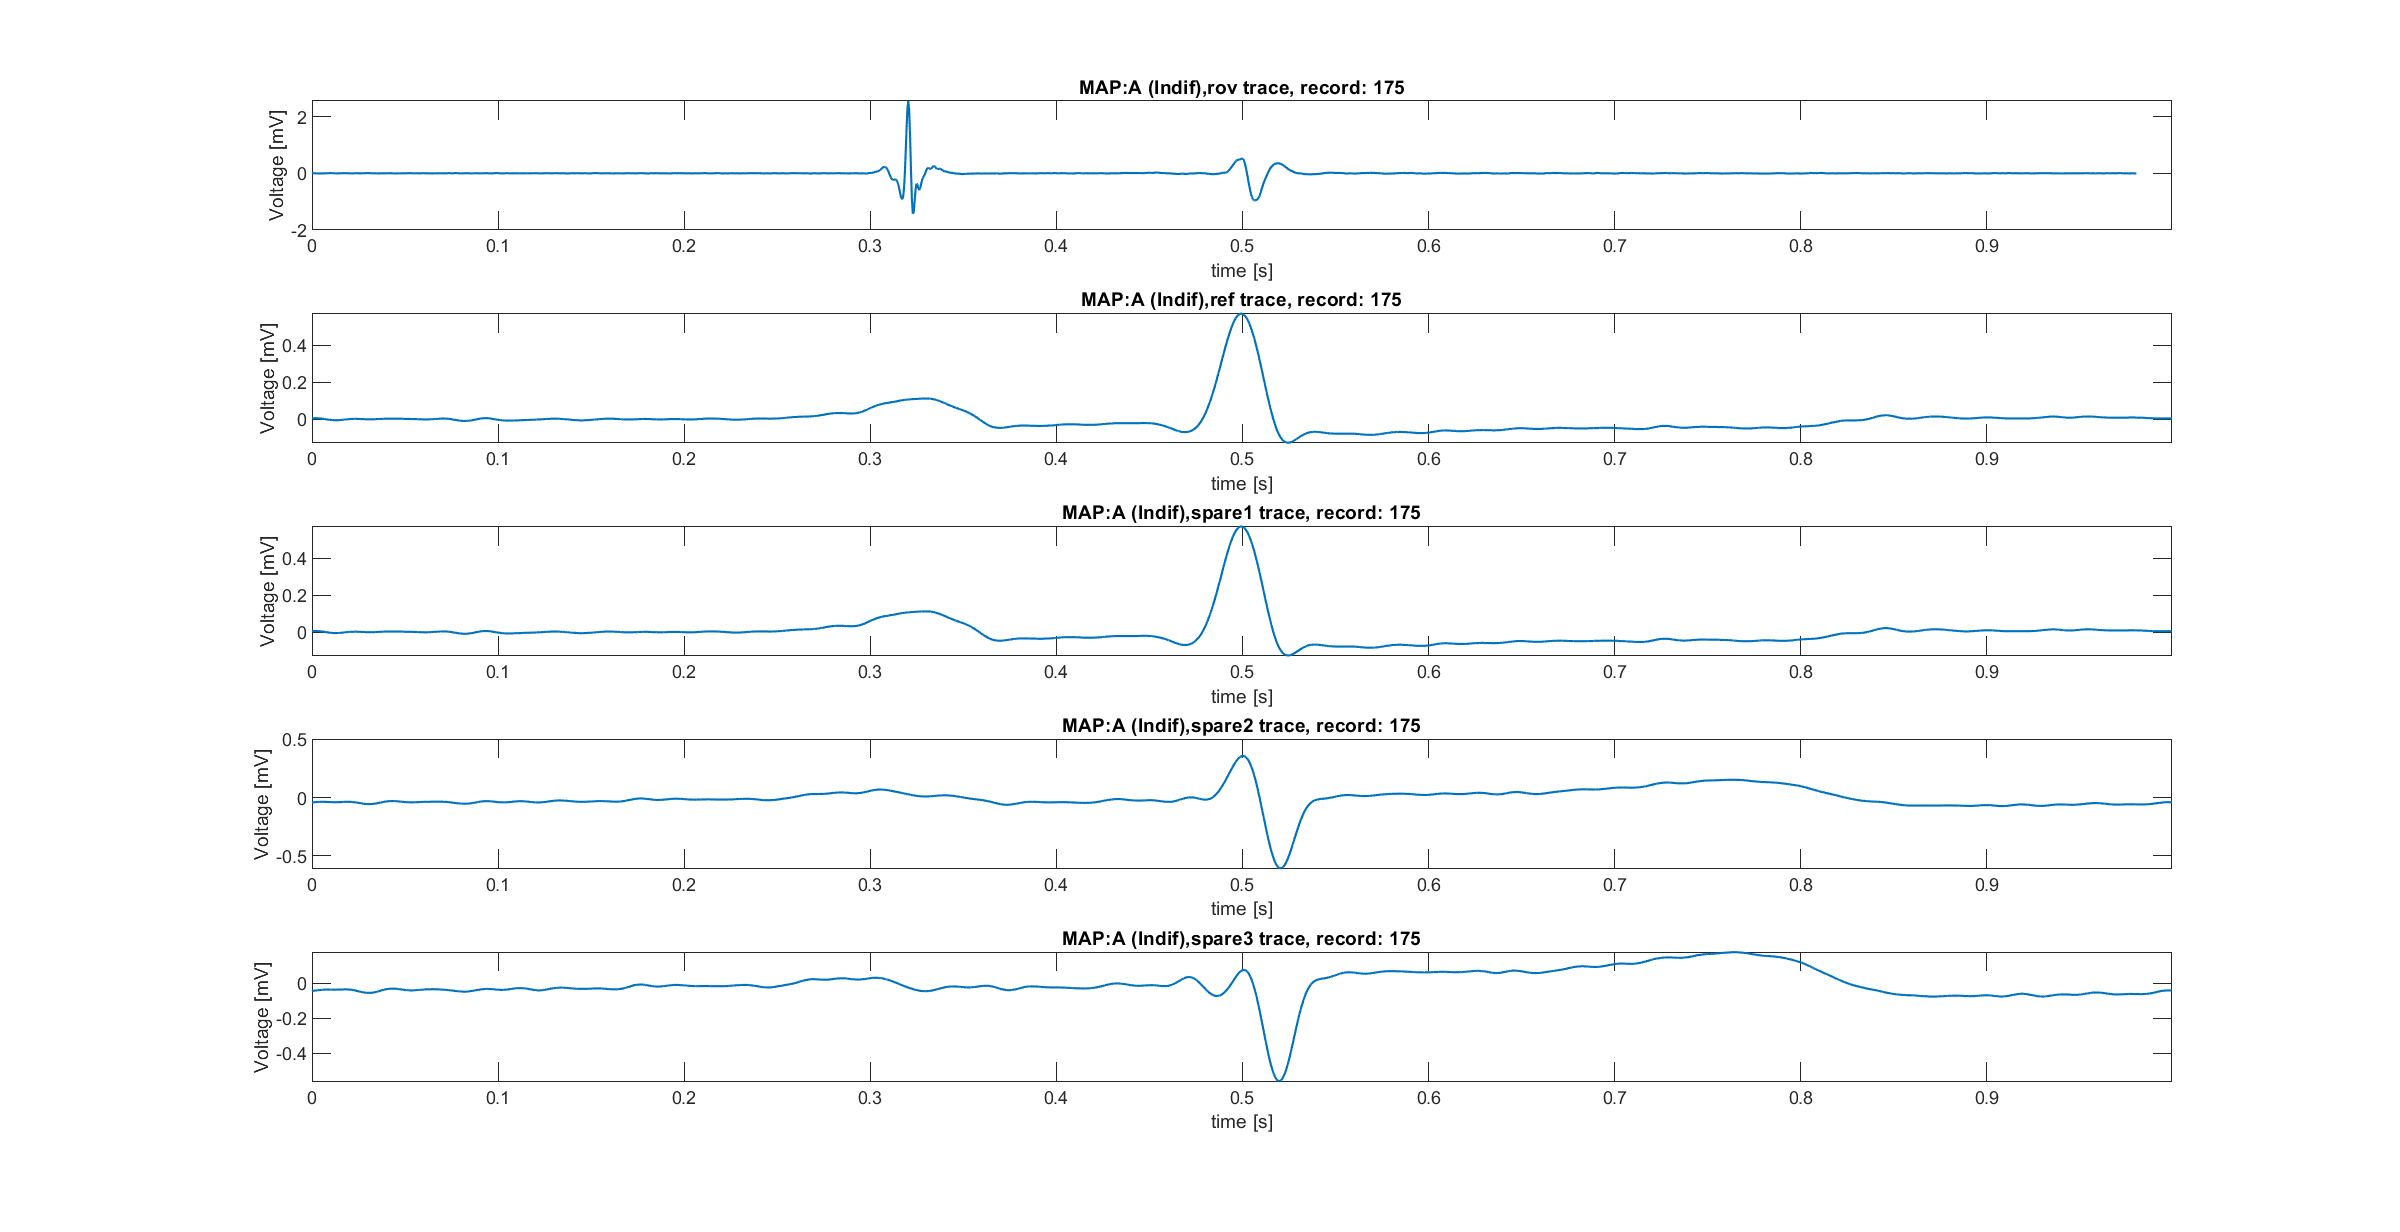 MAP:A (Indif),rov trace, record: 175
Voltage [mV]
2
0
-2
0 0.1 0.2 0.3 0.4 0.5 0.6 0.7 0.8 0.9
time [s]
MAP:A (Indif),ref trace, record: 175
Voltage [mV]
0.4
0.2
0
0 0.1 0.2 0.3 0.4 0.5 0.6 0.7 0.8 0.9
time [s]
MAP:A (Indif),spare1 trace, record: 175
Voltage [mV]
0.4
0.2
0
0 0.1 0.2 0.3 0.4 0.5 0.6 0.7 0.8 0.9
time [s]
MAP:A (Indif),spare2 trace, record: 175
Voltage [mV]
0.5
0
-0.5
0 0.1 0.2 0.3 0.4 0.5 0.6 0.7 0.8 0.9
time [s]
MAP:A (Indif),spare3 trace, record: 175
Voltage [mV]
0
-0.2
-0.4
0 0.1 0.2 0.3 0.4 0.5 0.6 0.7 0.8 0.9
time [s]